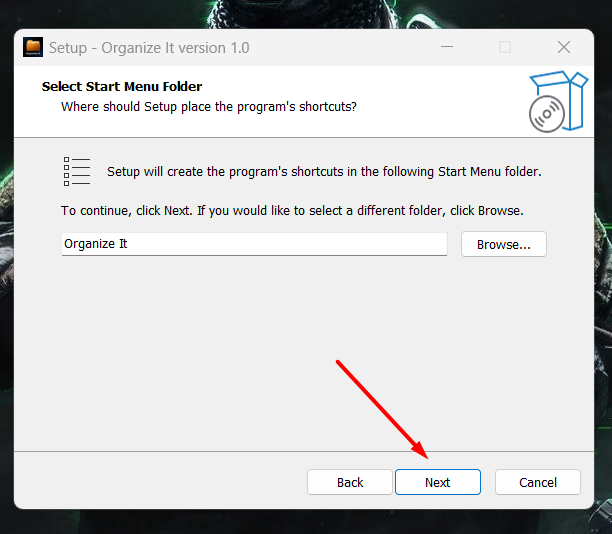 Setup - Organize It version 1.0
Select Start Menu Folder
Where should Setup place the program's shortcuts?
Setup will create the program's shortcuts in the following Start Menu folder.
To continue, click Next. If you would like to select a different folder, click Browse.
Organize It
Browse...
Back
Next
Cancel